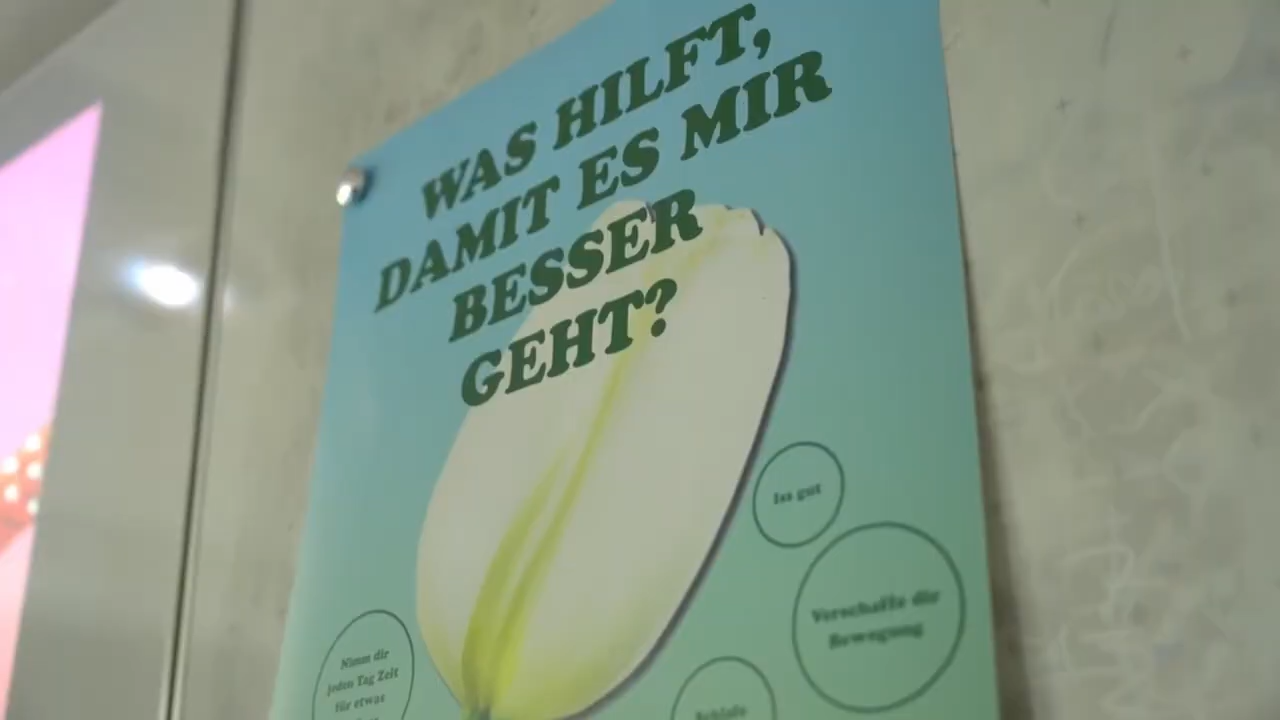 WAS HILFT,
DAMIT ES MIR
BESSER
GEHT?
Iss gut
Verschaffe dir
Bewegung
Nimm dir
jeden Tag Zeit
für etwas